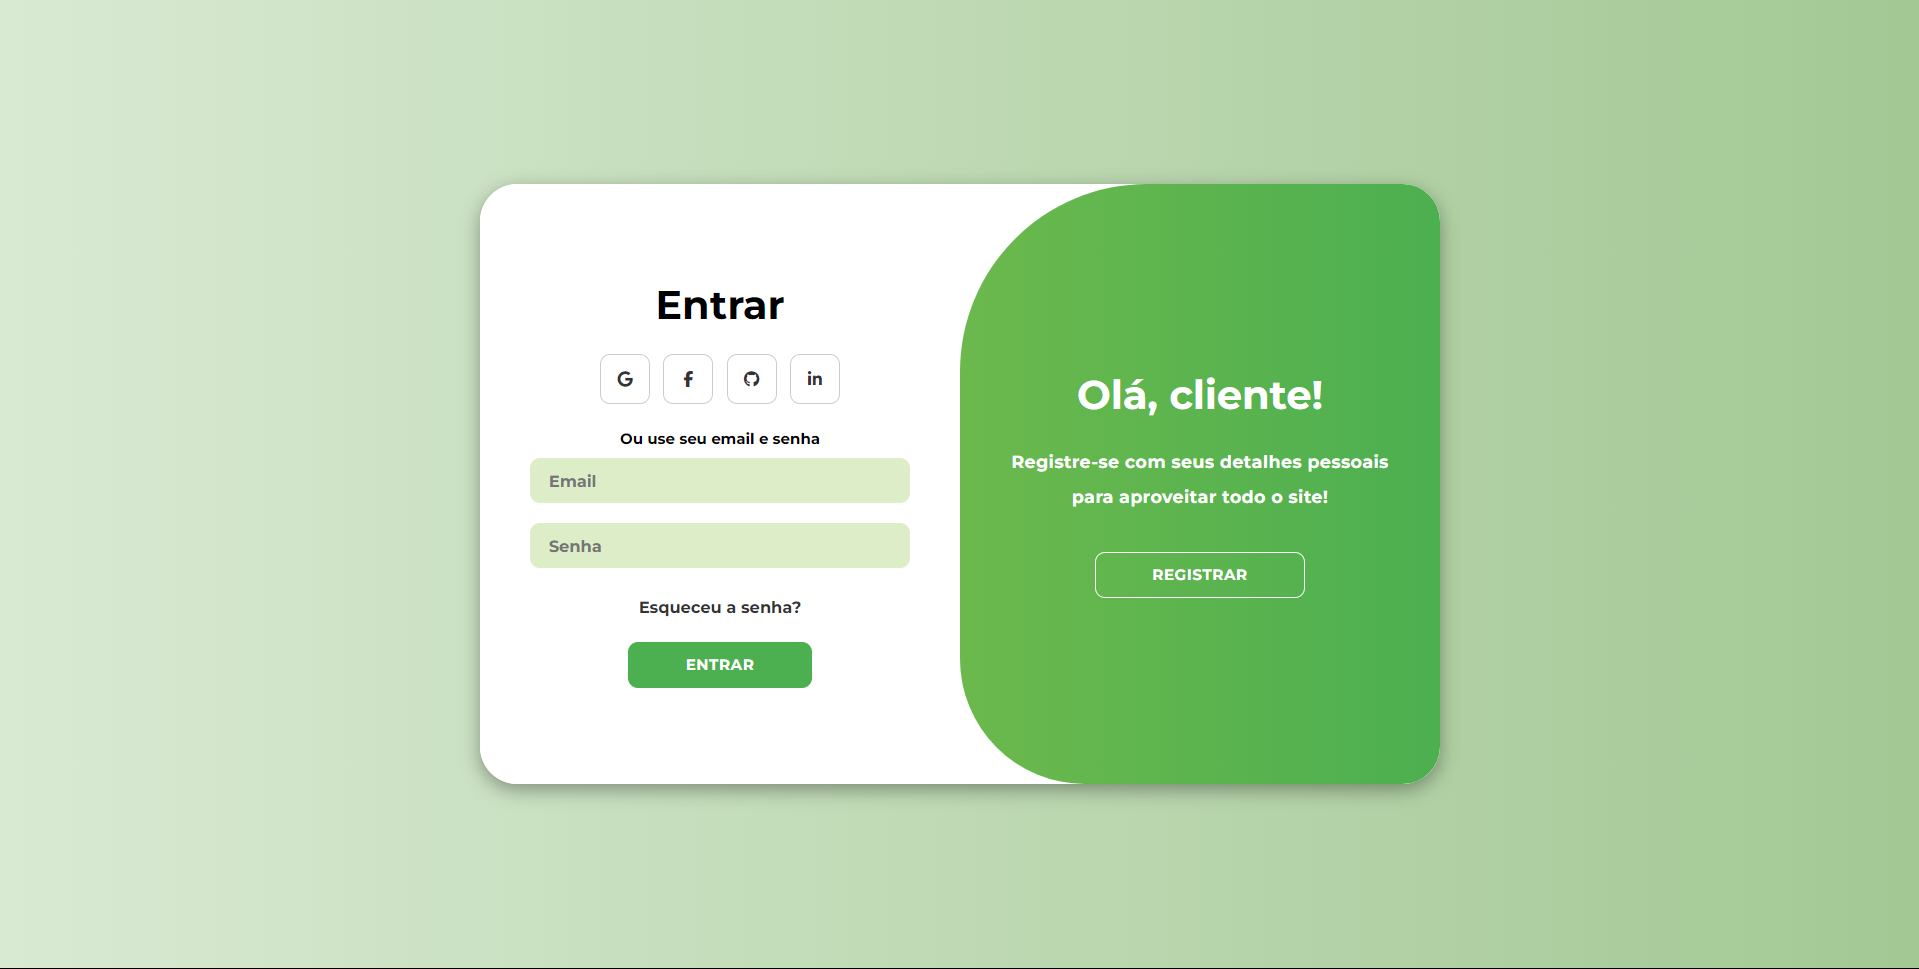 Entrar
Ou use seu email e senha
Email
Senha
Esqueceu a senha?
ENTRAR
Olá, cliente!
Registre-se com seus detalhes pessoais
para aproveitar todo o site!
REGISTRAR